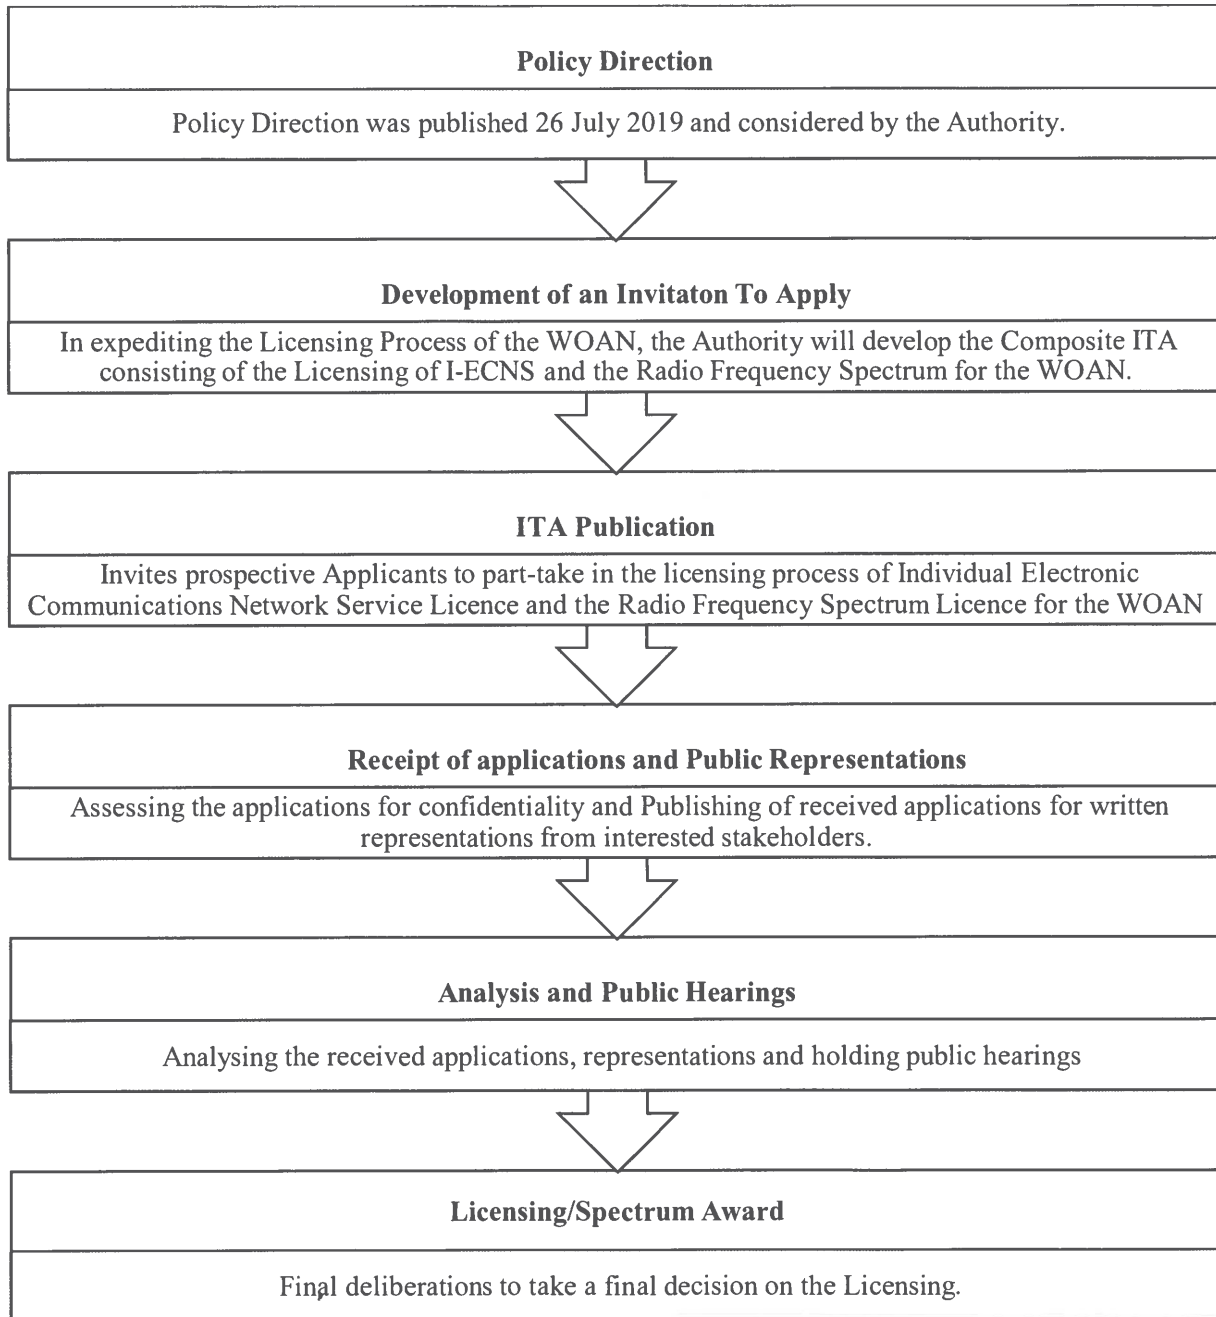 Policy Direction
Policy Direction was published 26 July 2019 and considered by the Authority.
Development of an Invitaton To Apply
In expediting the Licensing Process of the WOAN, the Authority will develop the Composite ITA
consisting of the Licensing of I-ECNS and the Radio Frequency Spectrum for the WOAN.
ITA Publication
Invites prospective Applicants to part-take in the licensing process of Individual Electronic
Communications Network Service Licence and the Radio Frequency Spectrum Licence for the WOAN
Receipt of applications and Public Representations
Assessing the applications for confidentiality and Publishing of received applications for written
representations from interested stakeholders.
Analysis and Public Hearings
Analysing the received applications, representations and holding public hearings
Licensing/Spectrum Award
Final deliberations to take a final decision on the Licensing.